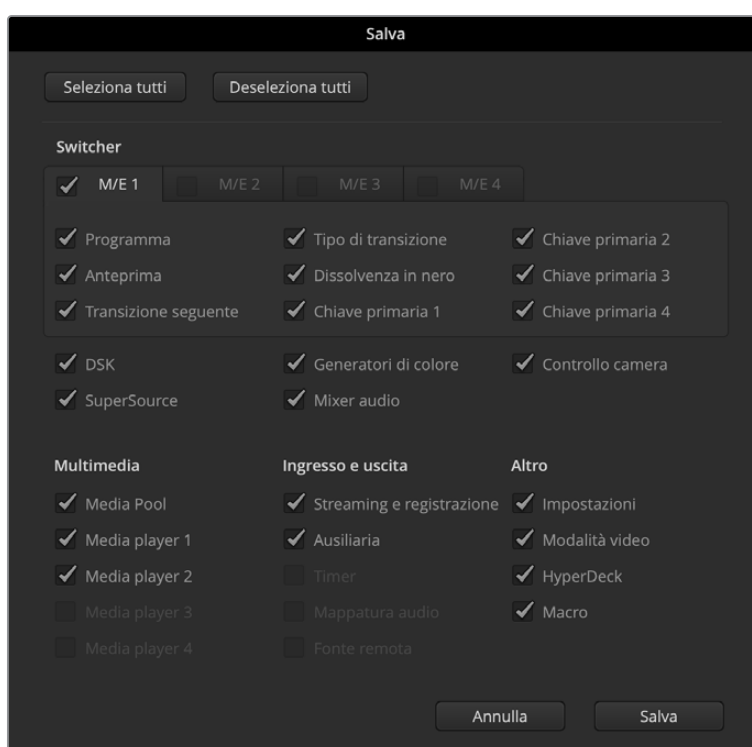 Salva
Seleziona tutti Deseleziona tutti
Switcher
M/E 1 M/E 2 M/E 3 M/E 4
Programma Tipo di transizione Chiave primaria 2
Anteprima Dissolvenza in nero Chiave primaria 3
Transizione seguente Chiave primaria 1 Chiave primaria 4
DSK Generatori di colore Controllo camera
SuperSource Mixer audio
Multimedia Ingresso e uscita Altro
Media Pool Streaming e registrazione Impostazioni
Media player 1 Ausiliaria Modalità video
Media player 2 Timer HyperDeck
Media player 3 Mappatura audio Macro
Media player 4 Fonte remota
Annulla Salva